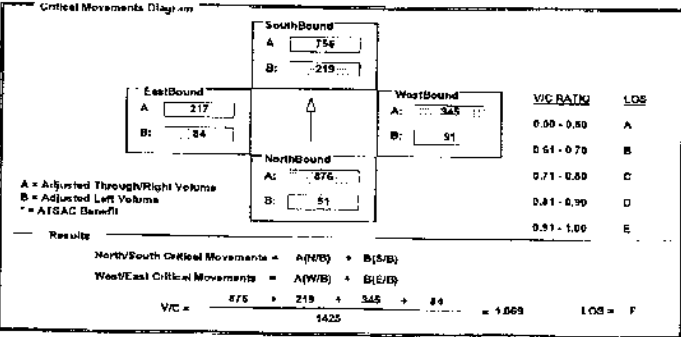 Critical Movements Diagram
SouthBound
A: 756
B: 219
EastBound
A: 217
B: 84
WestBound
A: 345
B: 91
NorthBound
A: 876
B: 51
V/C RATIO LOS
0.00 - 0.60 A
0.61 - 0.70 B
0.71 - 0.80 C
0.81 - 0.90 D
0.91 - 1.00 E
A = Adjusted Through/Right Volume
B = Adjusted Left Volume
* = ATSAC Benefit
Results
North/South Critical Movements = A(N/B) + B(S/B)
West/East Critical Movements = A(W/B) + B(E/B)
V/C = 876 + 219 + 345 + 84 = 1.069 LOS = F
1425